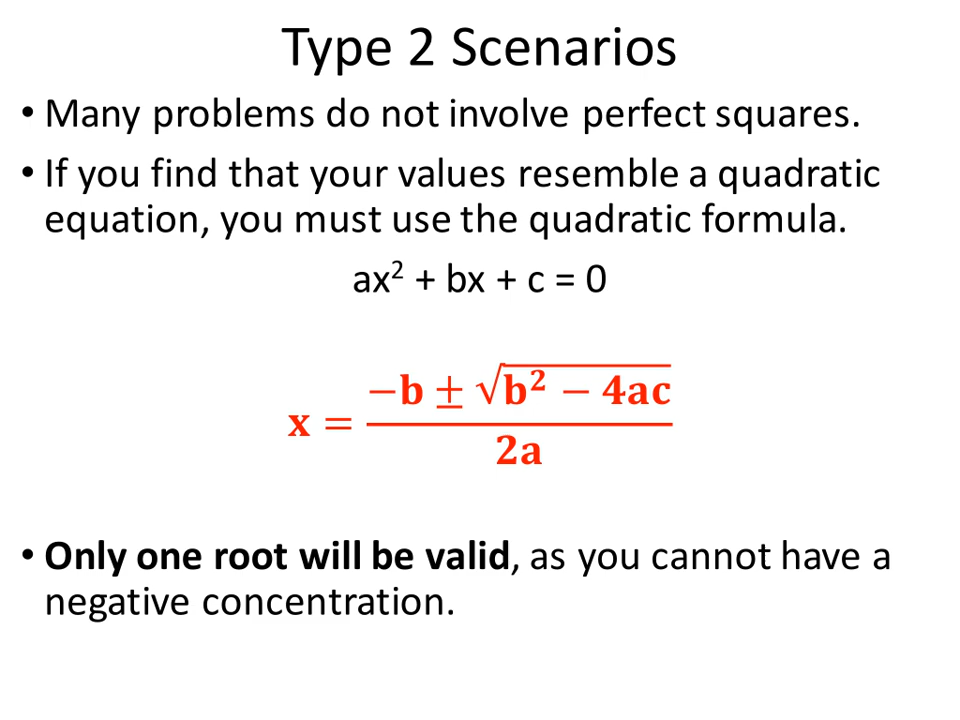 Type 2 Scenarios
• Many problems do not involve perfect squares.
• If you find that your values resemble a quadratic
equation, you must use the quadratic formula.
ax² + bx + c = 0
x = (−b ± √(b² − 4ac)) / 2a
• Only one root will be valid, as you cannot have a
negative concentration.